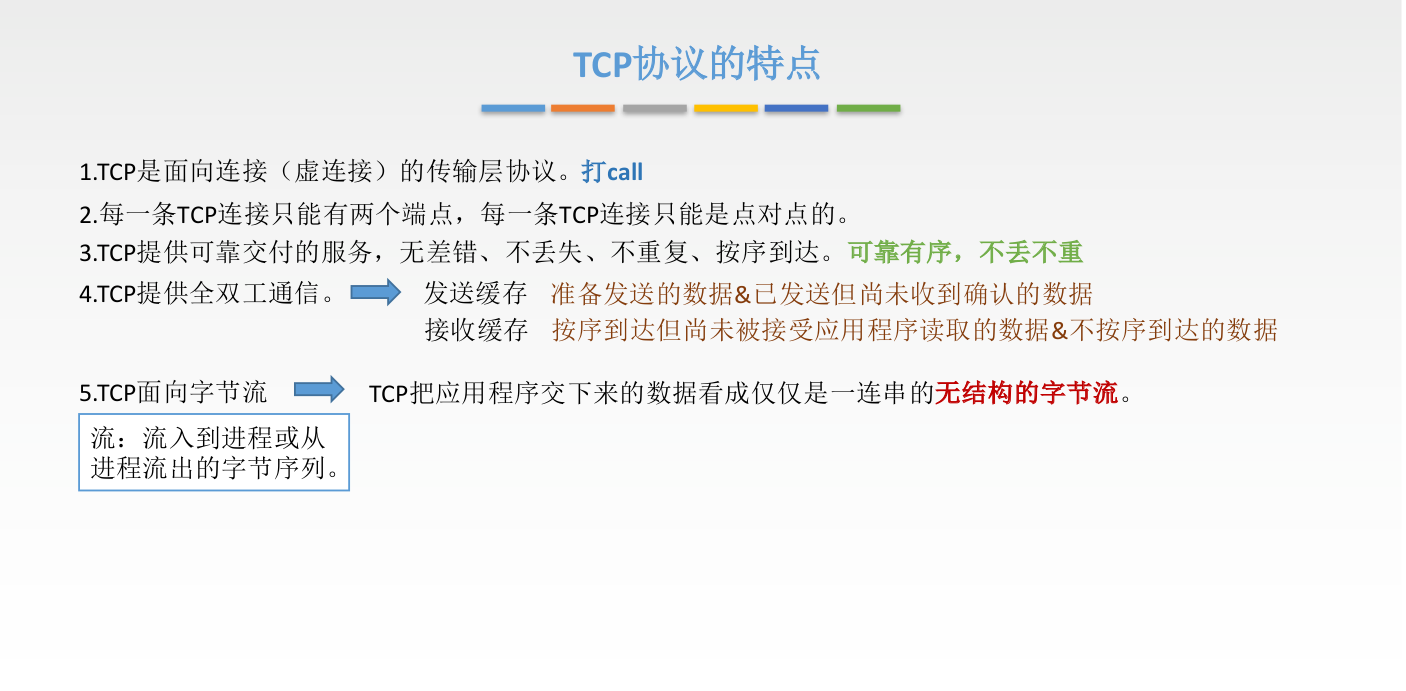 TCP协议的特点
1.TCP是面向连接（虚连接）的传输层协议。打call
2.每一条TCP连接只能有两个端点，每一条TCP连接只能是点对点的。
3.TCP提供可靠交付的服务，无差错、不丢失、不重复、按序到达。可靠有序，不丢不重
4.TCP提供全双工通信。 发送缓存 准备发送的数据&已发送但尚未收到确认的数据
接收缓存 按序到达但尚未被接受应用程序读取的数据&不按序到达的数据
5.TCP面向字节流 TCP把应用程序交下来的数据看成仅仅是一连串的无结构的字节流。
流：流入到进程或从
进程流出的字节序列。